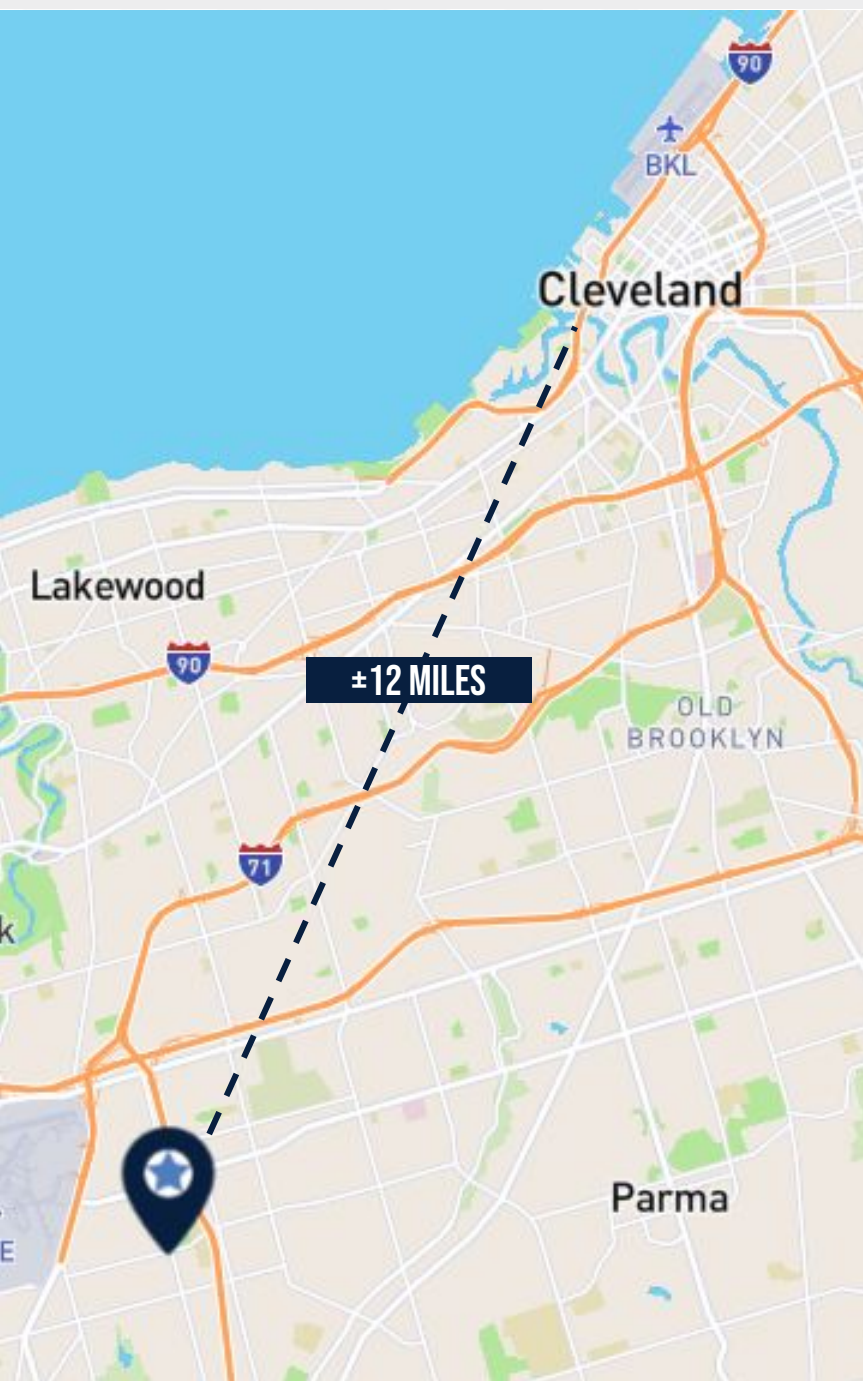 90
BKL
Cleveland
Lakewood
90
±12 MILES
OLD
BROOKLYN
71
k
Parma
E